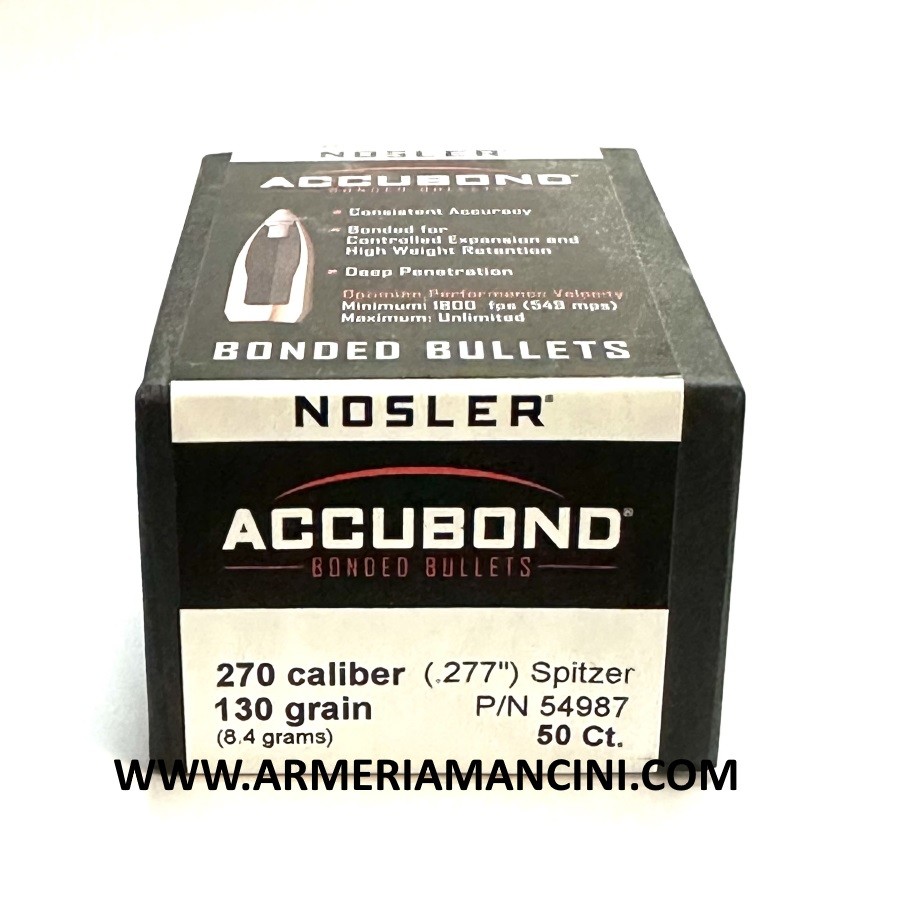 NOSLER
ACCUBOND®
BONDED BULLETS
• Consistent Accuracy
• Bonded for
Controlled Expansion and
High Weight Retention
• Deep Penetration
Optimum Performance Velocity
Minimum: 1800 fps (549 mps)
Maximum: Unlimited
BONDED BULLETS
NOSLER®
ACCUBOND®
BONDED BULLETS
270 caliber (.277") Spitzer
130 grain P/N 54987
(8.4 grams) 50 Ct.
WWW.ARMERIAMANCINI.COM